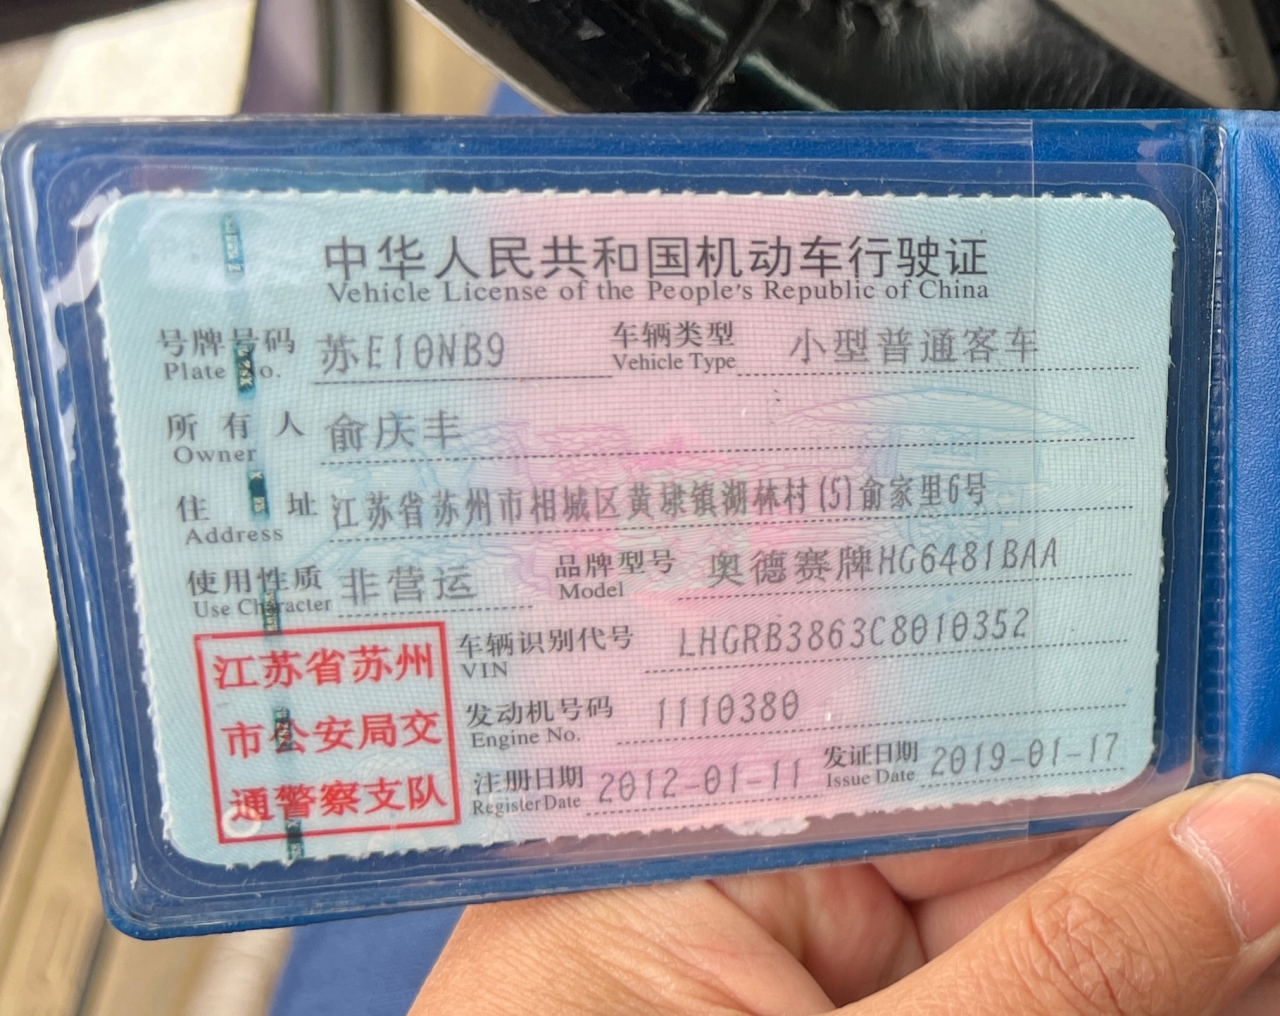 中华人民共和国机动车行驶证
Vehicle License of the People's Republic of China
号牌号码 苏E10NB9 车辆类型 小型普通客车
Plate No. Vehicle Type
所有人 俞庆丰
Owner
住址 江苏省苏州市相城区黄埭镇湖林村(5)俞家里6号
Address
使用性质 非营运 品牌型号 奥德赛牌HG6481BAA
Use Character Model
车辆识别代号 LHGRB3863C8010352
VIN
发动机号码 1110380
Engine No.
注册日期 2012-01-11 发证日期 2019-01-17
Register Date Issue Date
江苏省苏州
市公安局交
通警察支队